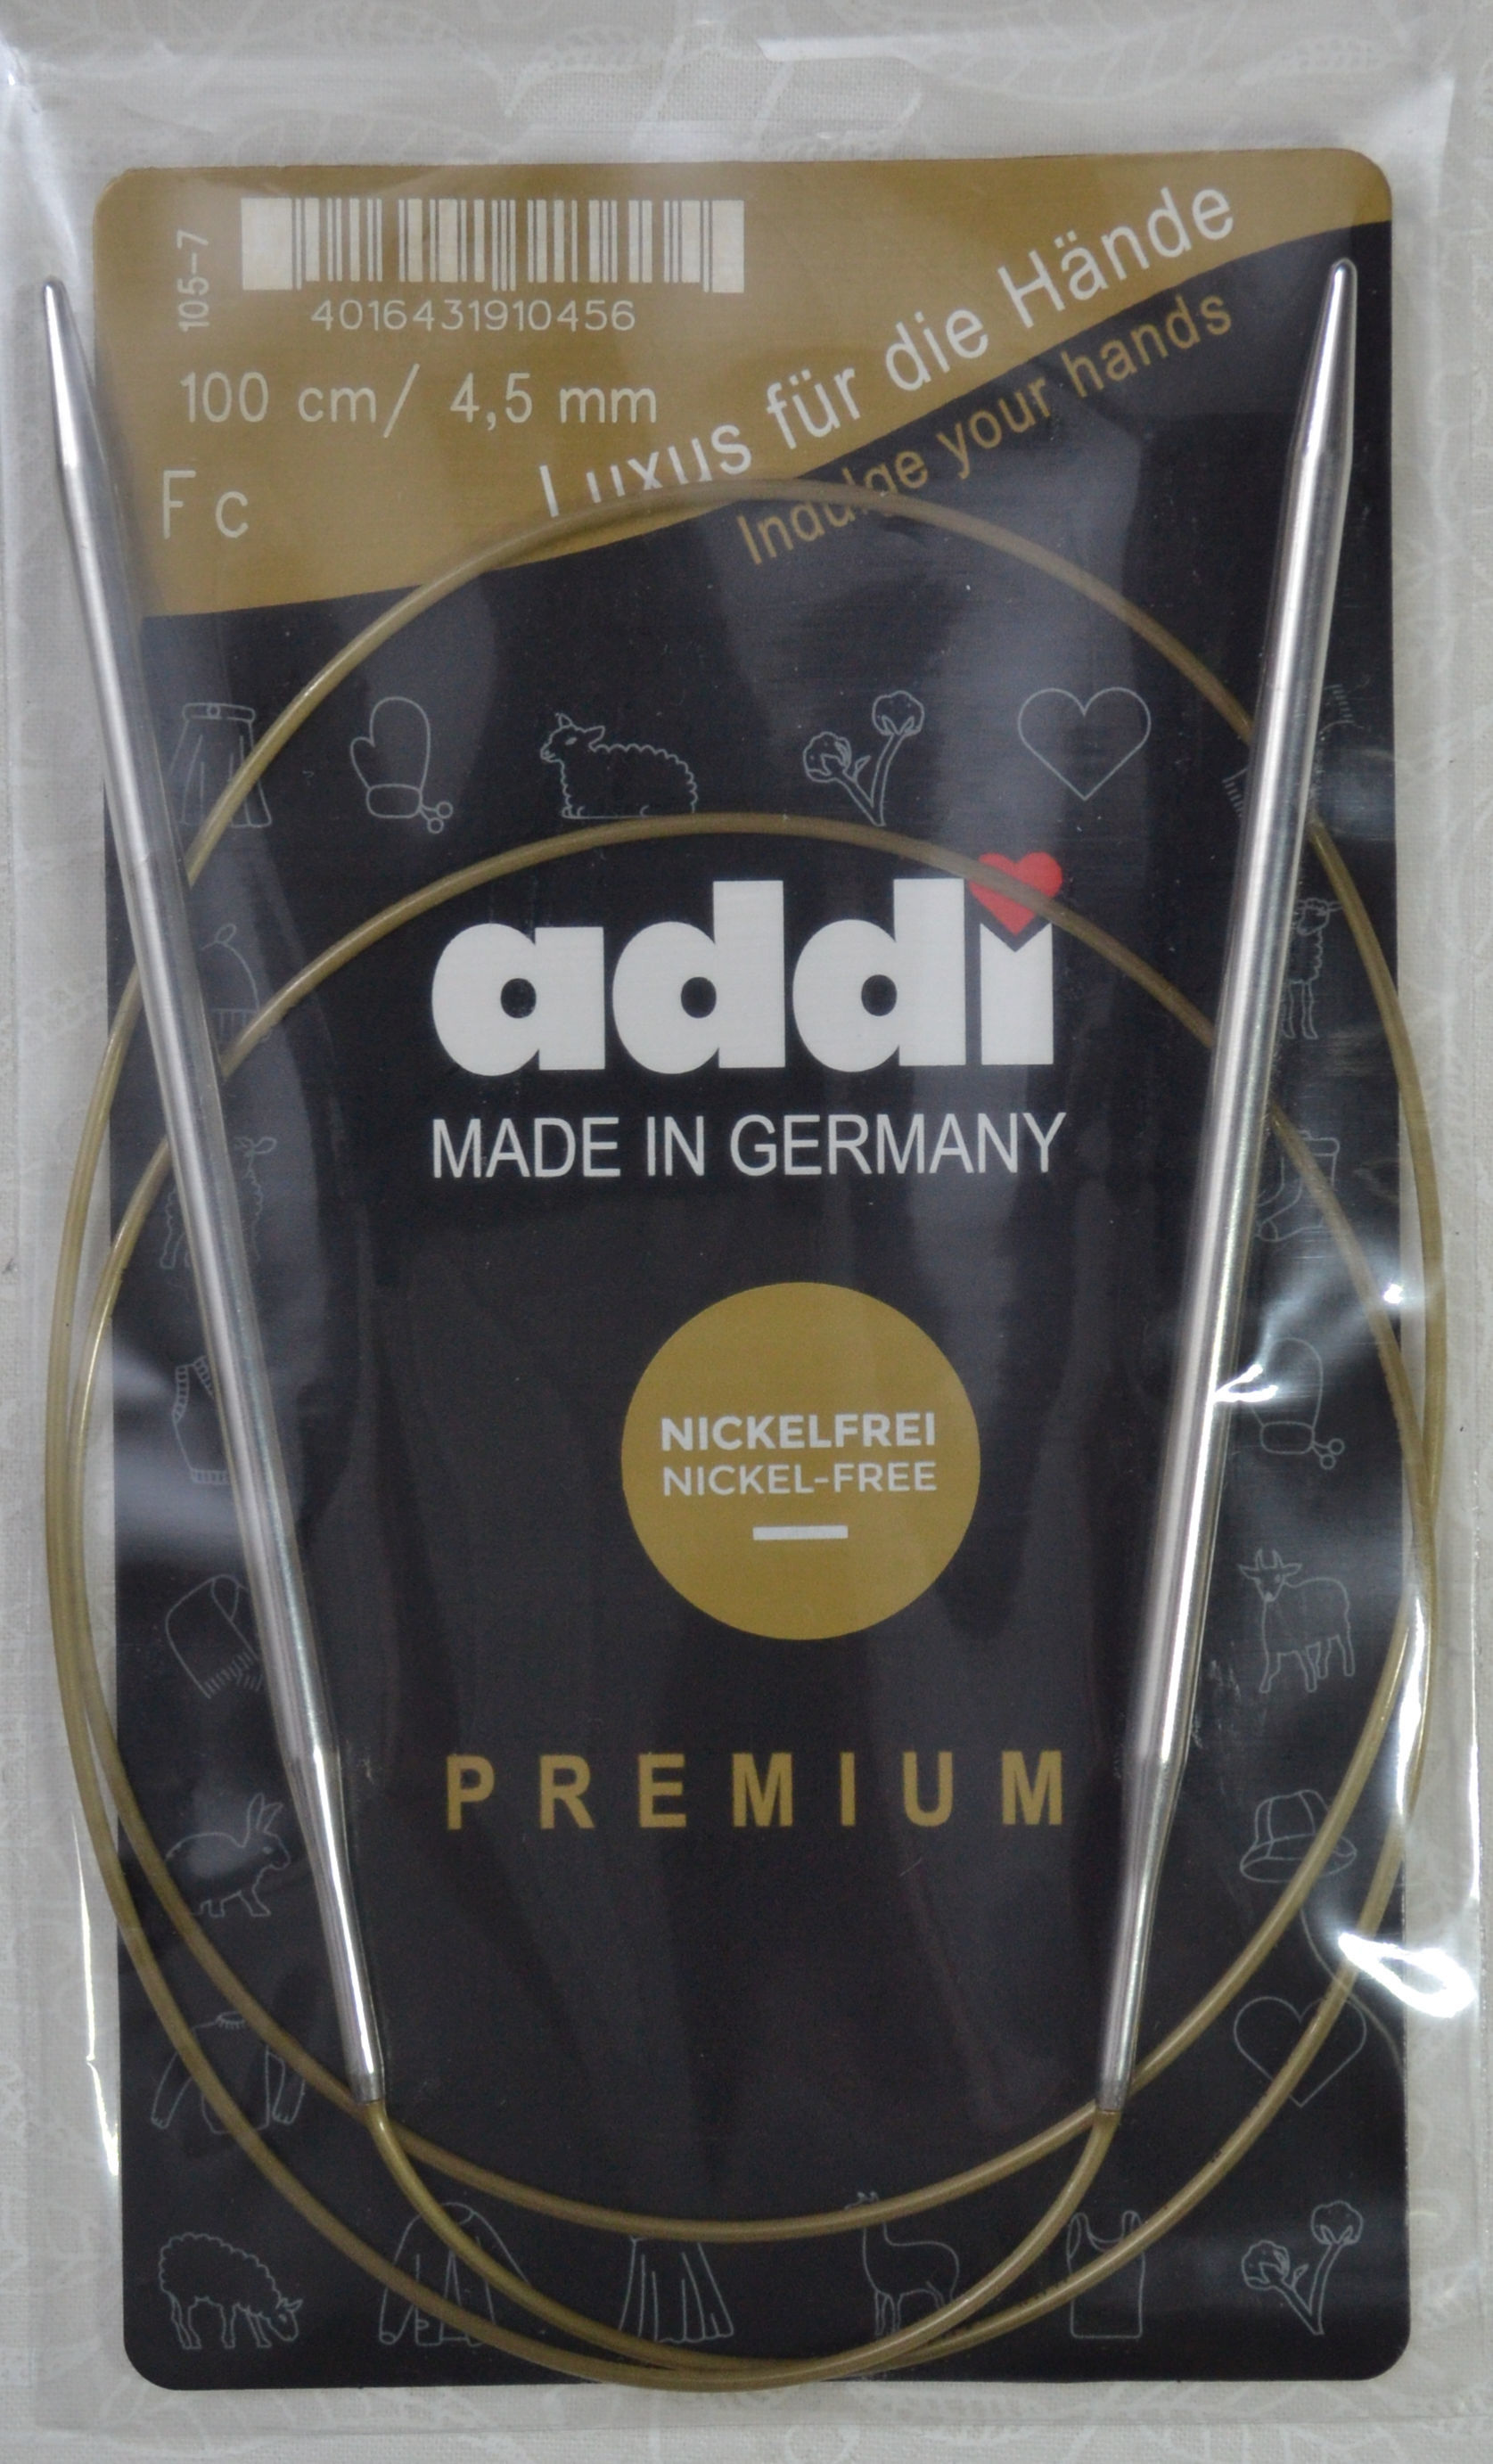 105-7
4016431910456
100 cm/ 4,5 mm
Fc
Luxus für die Hände
Indulge your hands
addi
MADE IN GERMANY
NICKELFREI
NICKEL-FREE
PREMIUM